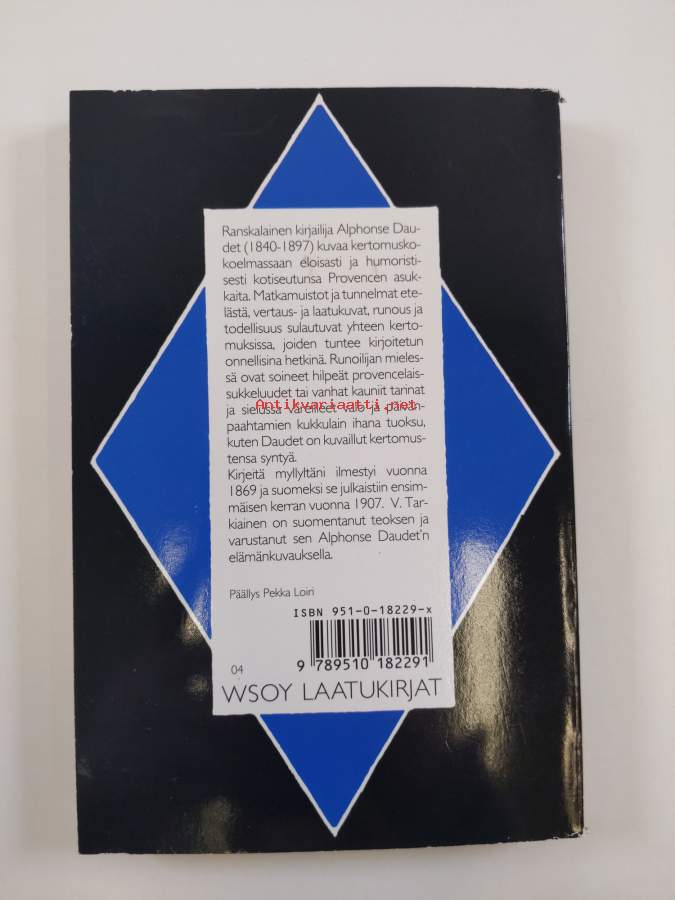 Ranskalainen kirjailija Alphonse Dau-
det (1840-1897) kuvaa kertomusko-
koelmassaan eloisasti ja humoristi-
sesti kotiseutunsa Provencen asuk-
kaita. Matkamuistot ja tunnelmat ete-
lästä, vertaus- ja laatukuvat, runous ja
todellisuus sulautuvat yhteen kerto-
muksissa, joiden tuntee kirjoitetun
onnellisina hetkinä. Runoilijan mieles-
sä ovat soineet hilpeät provencelais-
sukkeluudet tai vanhat kauniit tarinat
Antikvariaatti.net
ja sielussa väreilleet valo ja päivän-
paahtamien kukkulain ihana tuoksu,
kuten Daudet on kuvaillut kertomus-
tensa syntyä.
Kirjeitä myllyltäni ilmestyi vuonna
1869 ja suomeksi se julkaistiin ensim-
mäisen kerran vuonna 1907. V. Tar-
kiainen on suomentanut teoksen ja
varustanut sen Alphonse Daudet'n
elämänkuvauksella.
Päällys Pekka Loiri
ISBN 951-0-18229-x
9 789510 182291
04
WSOY LAATUKIRJAT